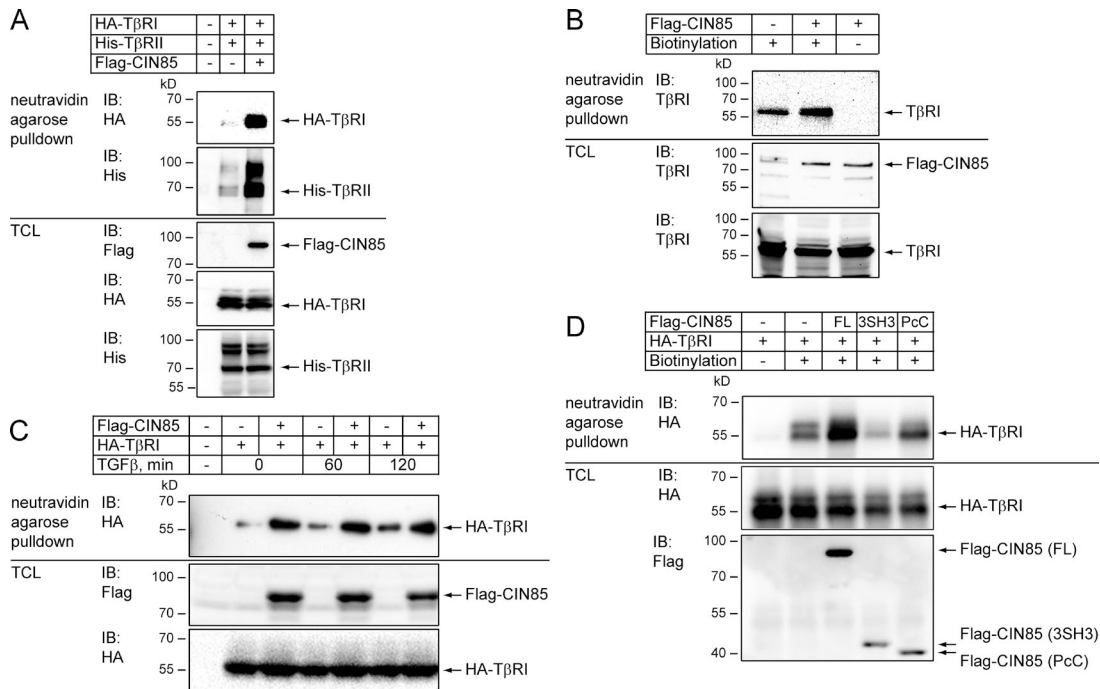 A
HA-TβRI - + +
His-TβRII - + +
Flag-CIN85 - - +
kD
neutravidin agarose pulldown
IB: HA
70
55
HA-TβRI
IB: His
100
70
His-TβRII
TCL
IB: Flag
100
70
Flag-CIN85
IB: HA
70
55
HA-TβRI
IB: His
100
70
55
His-TβRII
B
Flag-CIN85 - + +
Biotinylation + + -
kD
neutravidin agarose pulldown
IB: TβRI
100
70
55
TβRI
TCL
IB: TβRI
100
70
55
Flag-CIN85
IB: TβRI
100
70
55
TβRI
C
Flag-CIN85 - - + - + - +
HA-TβRI - + + + + + +
TGFβ, min - 0 60 120
kD
neutravidin agarose pulldown
IB: HA
70
55
HA-TβRI
TCL
IB: Flag
100
70
Flag-CIN85
IB: HA
70
55
HA-TβRI
D
Flag-CIN85 - - FL 3SH3 PcC
HA-TβRI + + + + +
Biotinylation - + + + +
kD
neutravidin agarose pulldown
IB: HA
70
55
HA-TβRI
TCL
IB: HA
70
55
HA-TβRI
IB: Flag
100
70
40
Flag-CIN85 (FL)
Flag-CIN85 (3SH3)
Flag-CIN85 (PcC)